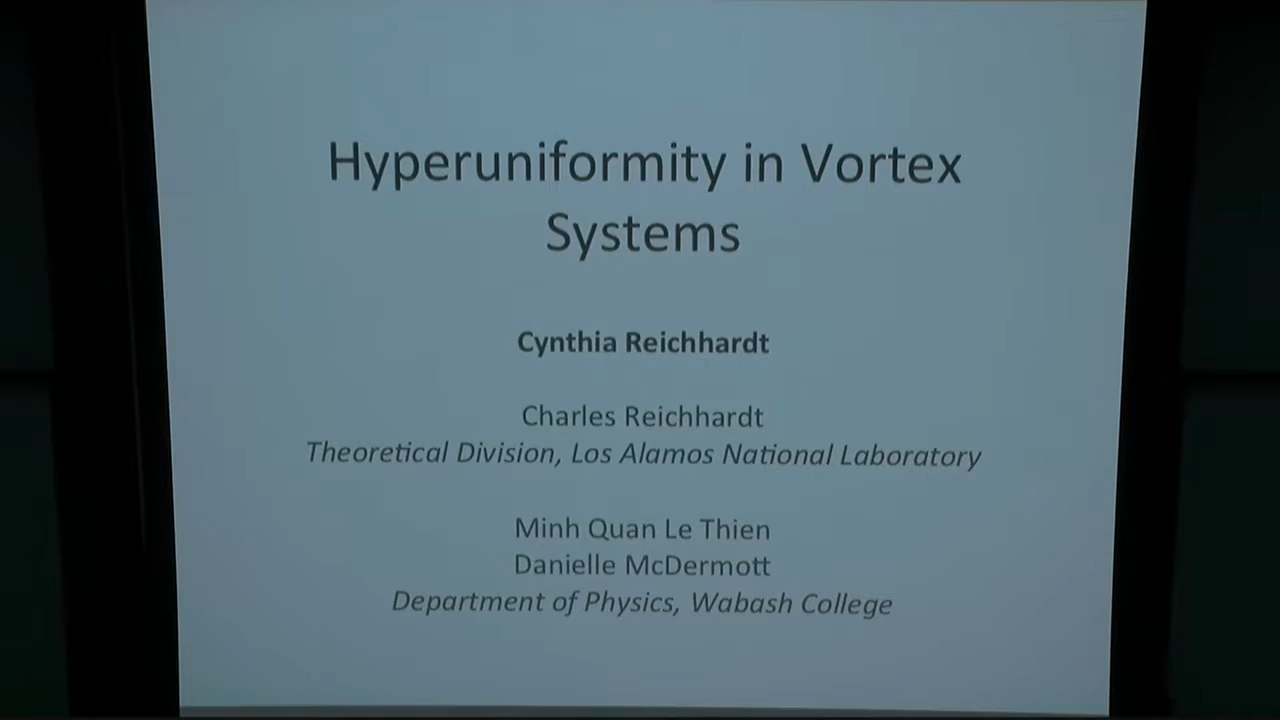 Hyperuniformity in Vortex
Systems
Cynthia Reichhardt
Charles Reichhardt
Theoretical Division, Los Alamos National Laboratory
Minh Quan Le Thien
Danielle McDermott
Department of Physics, Wabash College